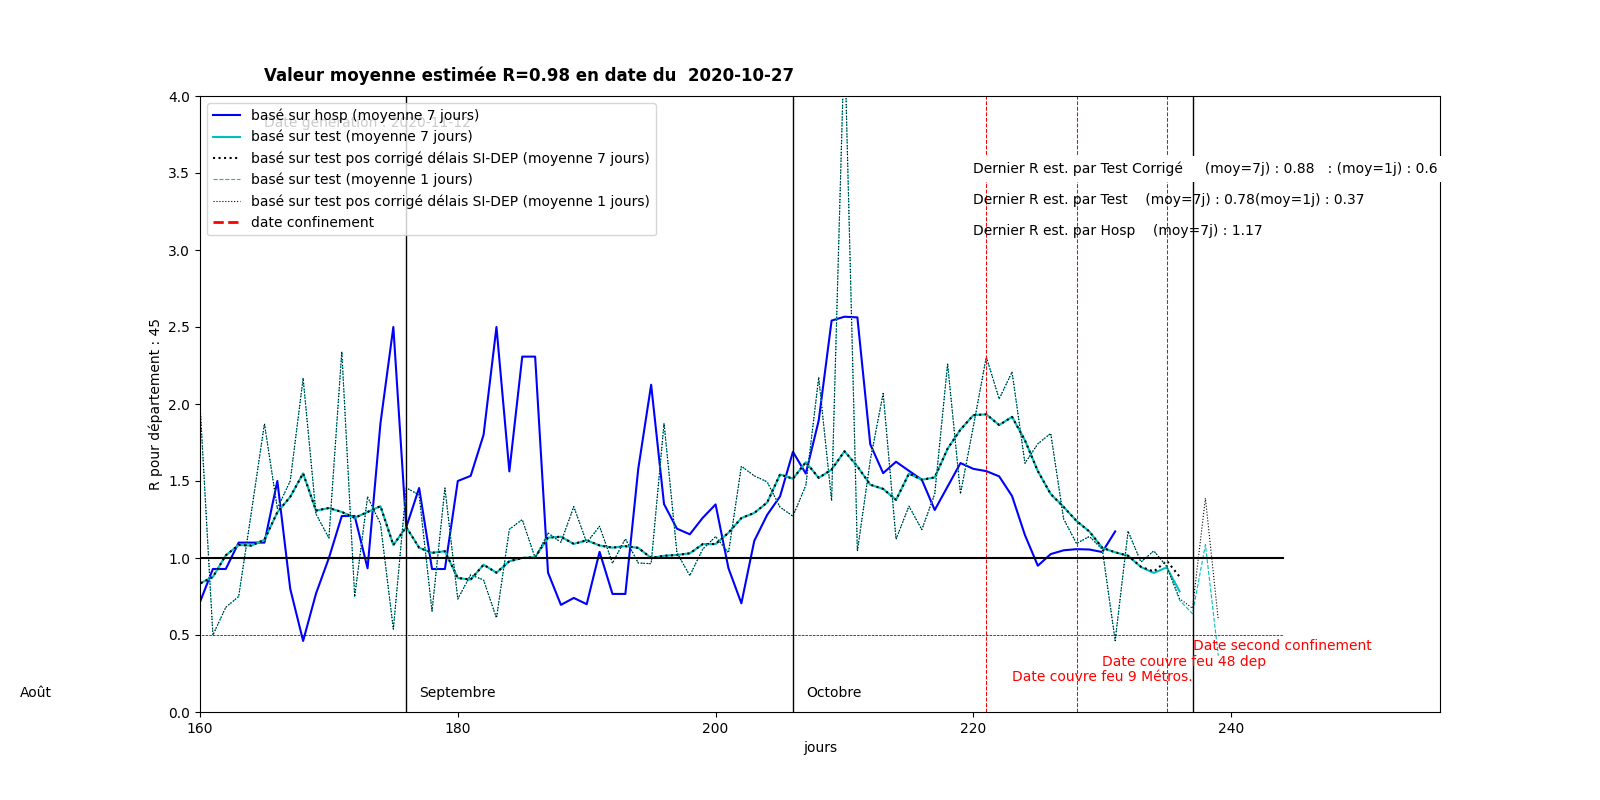 Valeur moyenne estimée R=0.98 en date du  2020-10-27
Date génération : 2020-11-12
basé sur hosp (moyenne 7 jours)
basé sur test (moyenne 7 jours)
basé sur test pos corrigé délais SI-DEP (moyenne 7 jours)
basé sur test (moyenne 1 jours)
basé sur test pos corrigé délais SI-DEP (moyenne 1 jours)
date confinement
Dernier R est. par Test Corrigé     (moy=7j) : 0.88   : (moy=1j) : 0.6
Dernier R est. par Test    (moy=7j) : 0.78(moy=1j) : 0.37
Dernier R est. par Hosp    (moy=7j) : 1.17
R pour département : 45
4.0
3.5
3.0
2.5
2.0
1.5
1.0
0.5
0.0
Date second confinement
Date couvre feu 48 dep
Date couvre feu 9 Métros.
Août
Septembre
Octobre
160
180
200
220
240
jours